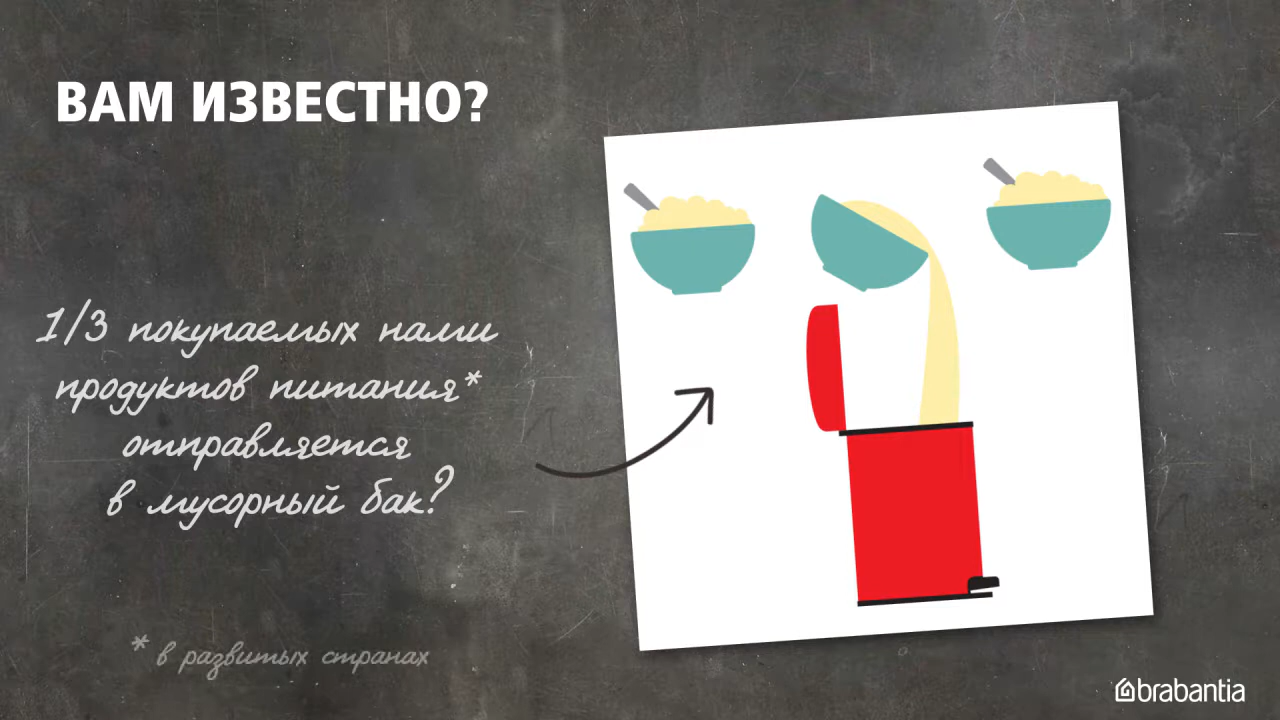 ВАМ ИЗВЕСТНО?
1/3 покупаемых нами
продуктов питания*
отправляется
в мусорный бак?
* в развитых странах
brabantia